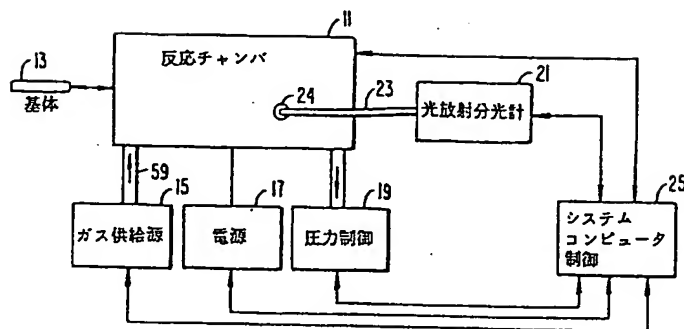 11
13
反応チャンバ
21
基体
24
23
光放射分光計
59
15
17
19
25
ガス供給源
電源
圧力制御
システム
コンピュータ
制御